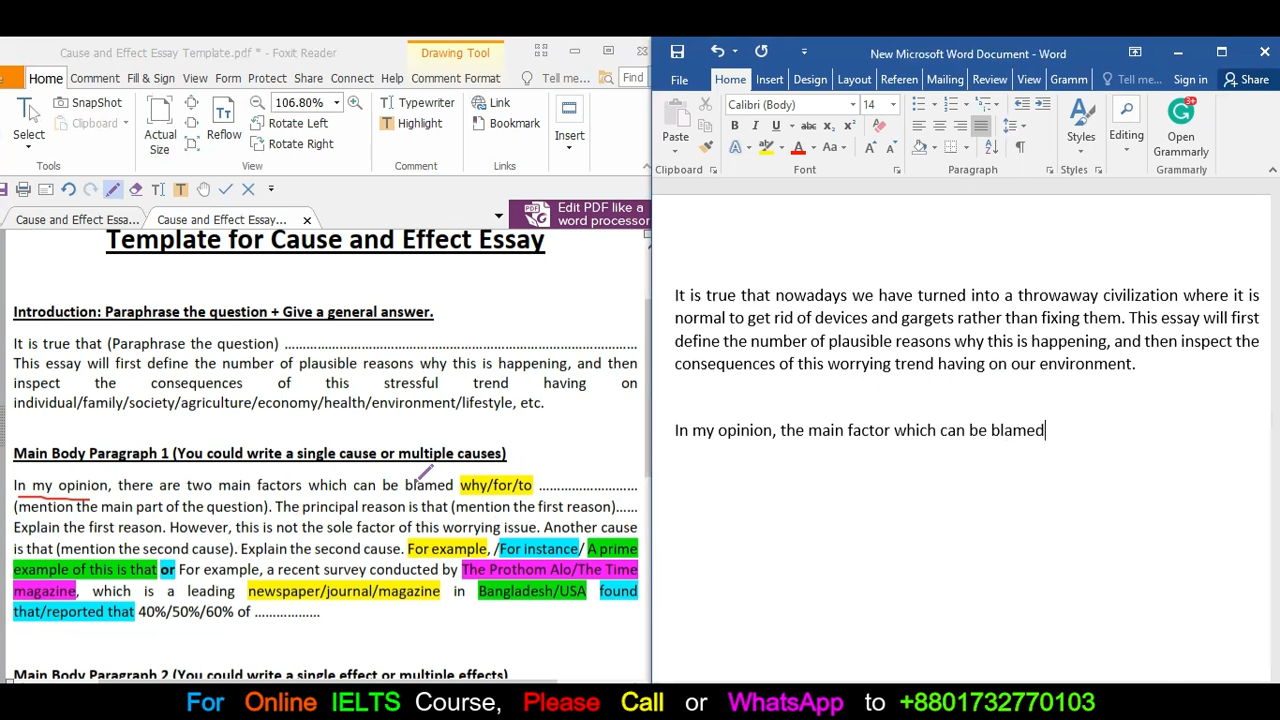 Cause and Effect Essay Template.pdf * - Foxit Reader
Drawing Tool
Home Comment Fill & Sign View Form Protect Share Connect Help Comment Format Tell me... Find
Select
SnapShot
Clipboard
Tools
Actual Size
Reflow
106.80%
Rotate Left
Rotate Right
View
Typewriter
Highlight
Comment
Link
Bookmark
Links
Insert
Cause and Effect Essa...
Cause and Effect Essay...
Edit PDF like a
word processor
Template for Cause and Effect Essay
Introduction: Paraphrase the question + Give a general answer.
It is true that (Paraphrase the question) ……………………………………………………………………
This essay will first define the number of plausible reasons why this is happening, and then
inspect the consequences of this stressful trend having on
individual/family/society/agriculture/economy/health/environment/lifestyle, etc.
Main Body Paragraph 1 (You could write a single cause or multiple causes)
In my opinion, there are two main factors which can be blamed why/for/to ……………………
(mention the main part of the question). The principal reason is that (mention the first reason)……
Explain the first reason. However, this is not the sole factor of this worrying issue. Another cause
is that (mention the second cause). Explain the second cause. For example, /For instance/ A prime
example of this is that or For example, a recent survey conducted by The Prothom Alo/The Time
magazine, which is a leading newspaper/journal/magazine in Bangladesh/USA found
that/reported that 40%/50%/60% of ………………
Main Body Paragraph 2 (You could write a single effect or multiple effects)
New Microsoft Word Document - Word
File Home Insert Design Layout Referen Mailing Review View Gramm Tell me... Sign in Share
Paste
Clipboard
Calibri (Body) 14
B I U abc x₂ x²
A A Aa A A
Font
Paragraph
Styles
Styles
Editing
Open
Grammarly
Grammarly
It is true that nowadays we have turned into a throwaway civilization where it is
normal to get rid of devices and gargets rather than fixing them. This essay will first
define the number of plausible reasons why this is happening, and then inspect the
consequences of this worrying trend having on our environment.
In my opinion, the main factor which can be blamed
For Online IELTS Course, Please Call or WhatsApp to +8801732770103